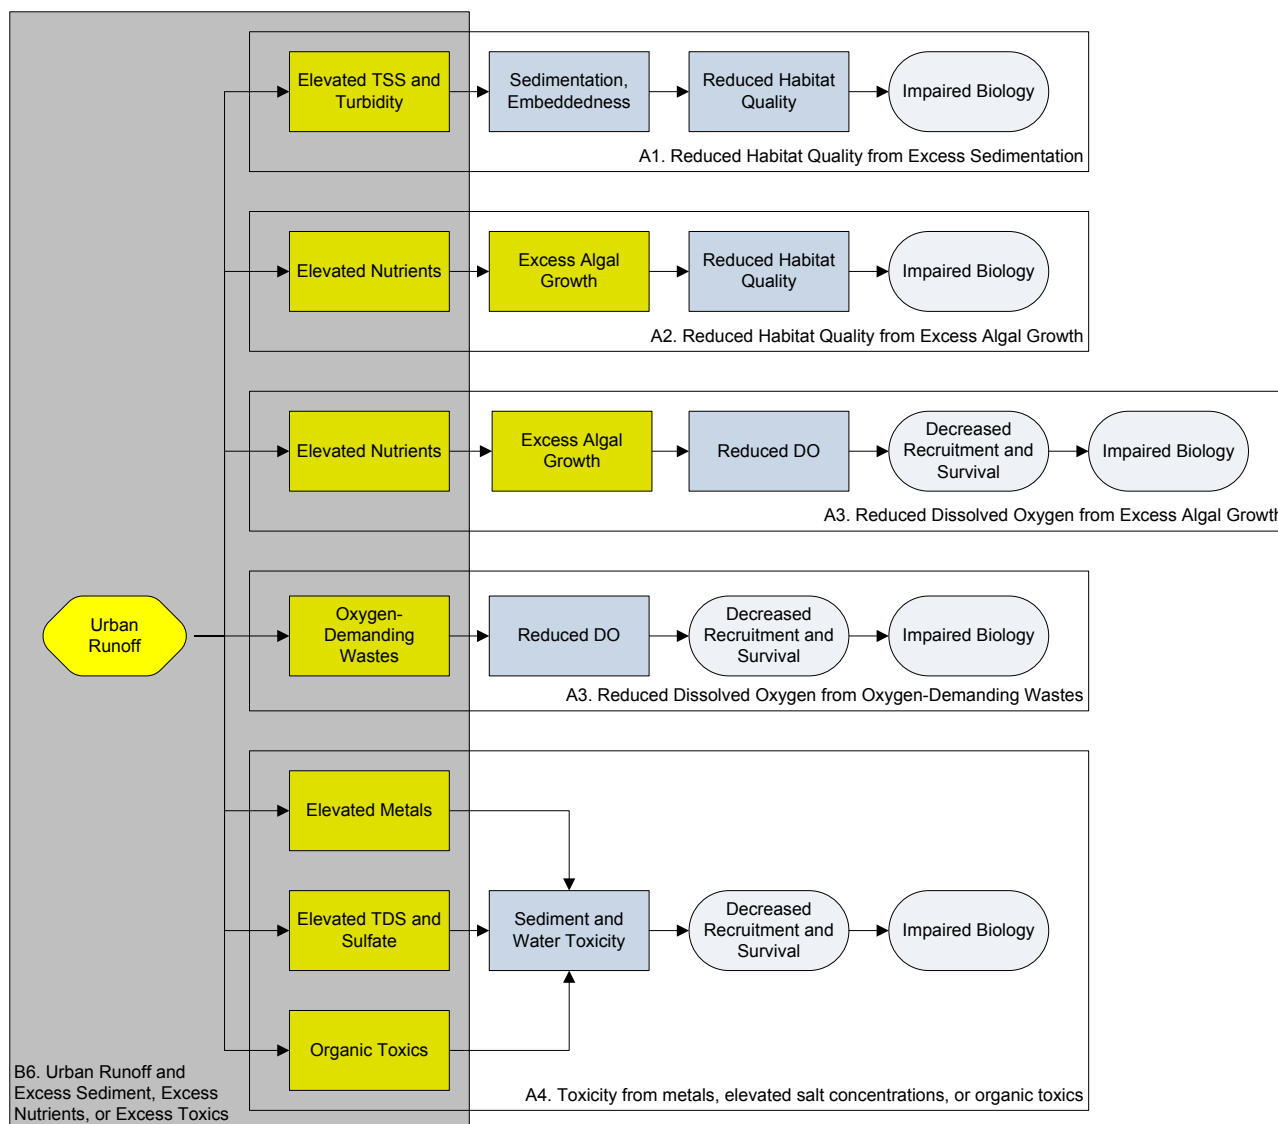 Elevated TSS and
Turbidity
Sedimentation,
Embeddedness
Reduced Habitat
Quality
Impaired Biology
A1. Reduced Habitat Quality from Excess Sedimentation
Elevated Nutrients
Excess Algal
Growth
Reduced Habitat
Quality
Impaired Biology
A2. Reduced Habitat Quality from Excess Algal Growth
Elevated Nutrients
Excess Algal
Growth
Reduced DO
Decreased
Recruitment and
Survival
Impaired Biology
A3. Reduced Dissolved Oxygen from Excess Algal Growth
Urban
Runoff
Oxygen-
Demanding
Wastes
Reduced DO
Decreased
Recruitment and
Survival
Impaired Biology
A3. Reduced Dissolved Oxygen from Oxygen-Demanding Wastes
Elevated Metals
Elevated TDS and
Sulfate
Sediment and
Water Toxicity
Decreased
Recruitment and
Survival
Impaired Biology
Organic Toxics
A4. Toxicity from metals, elevated salt concentrations, or organic toxics
B6. Urban Runoff and
Excess Sediment, Excess
Nutrients, or Excess Toxics